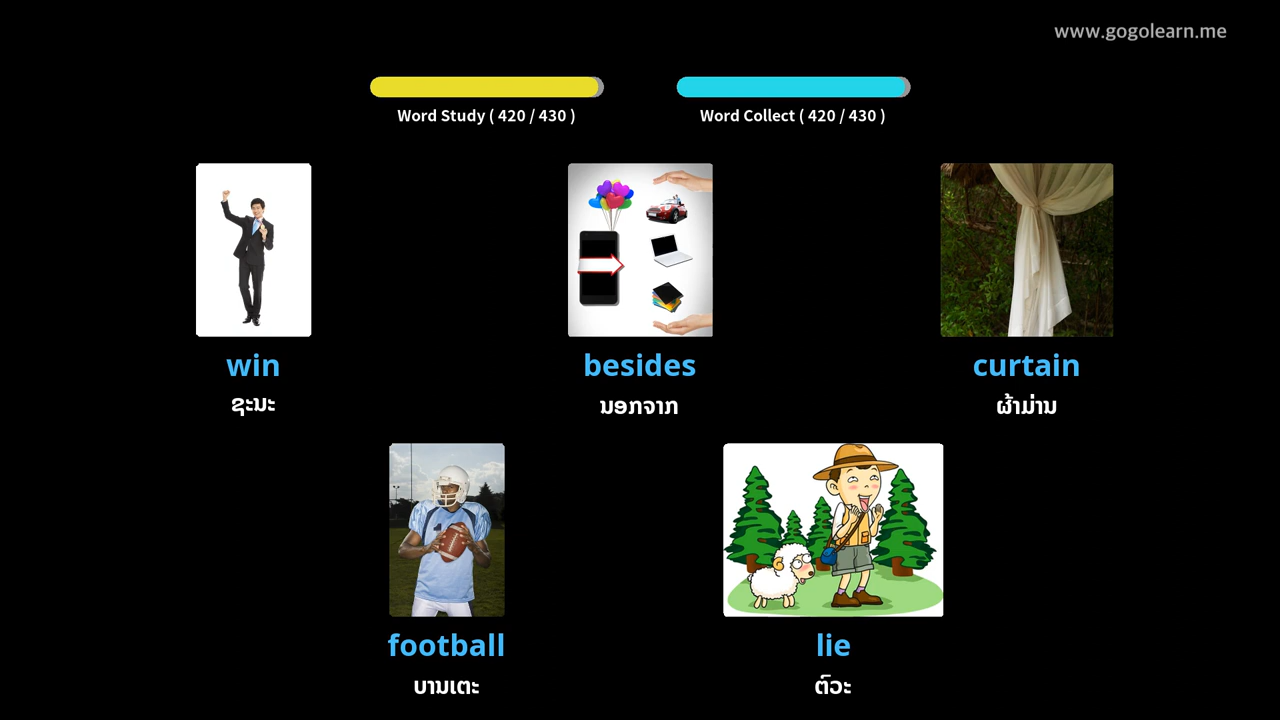 www.gogolearn.me
Word Study ( 420 / 430 )
Word Collect ( 420 / 430 )
win
ຊະນະ
besides
ນອກຈາກ
curtain
ຜ້າມ່ານ
football
ບານເຕະ
lie
ຕົວະ